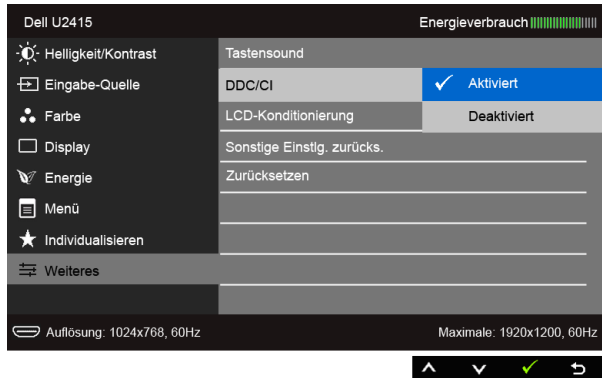 Dell U2415 Energieverbrauch
Helligkeit/Kontrast Tastensound
Eingabe-Quelle DDC/CI Aktiviert
Farbe LCD-Konditionierung Deaktiviert
Display Sonstige Einstlg. zurücks.
Energie Zurücksetzen
Menü
Individualisieren
Weiteres
Auflösung: 1024x768, 60Hz Maximale: 1920x1200, 60Hz